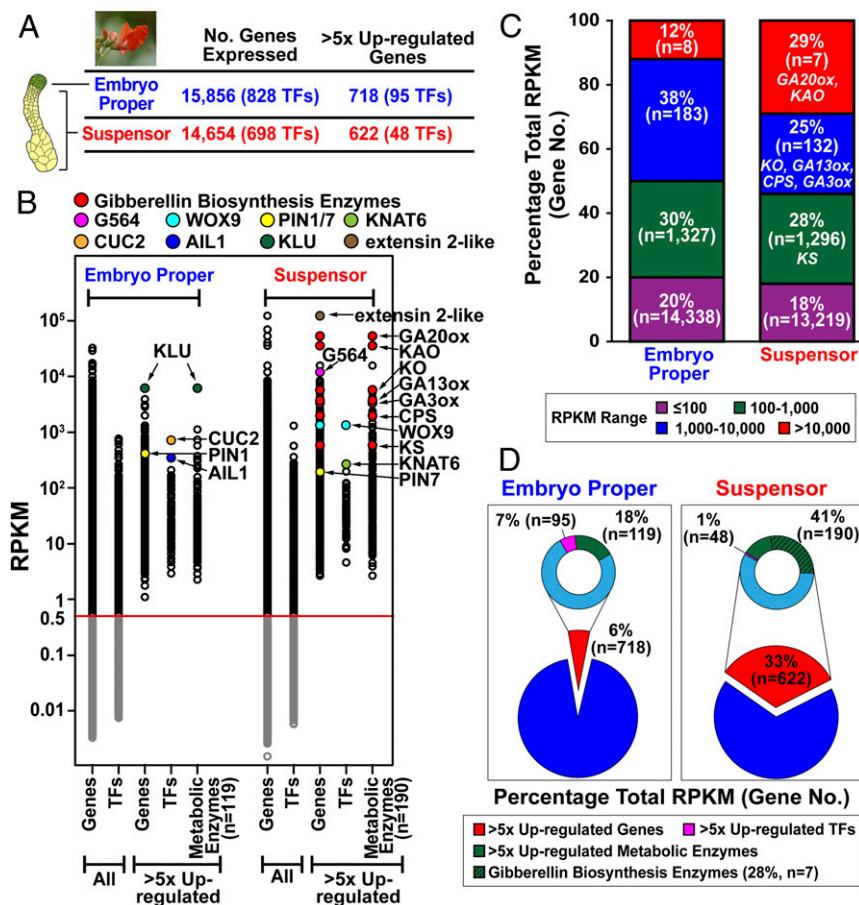 A
No. Genes Expressed
>5x Up-regulated Genes
Embryo Proper
15,856 (828 TFs)
718 (95 TFs)
Suspensor
14,654 (698 TFs)
622 (48 TFs)
B
Gibberellin Biosynthesis Enzymes
G564
WOX9
PIN1/7
KNAT6
CUC2
AIL1
KLU
extensin 2-like
Embryo Proper
Suspensor
RPKM
10⁵
10⁴
10³
10²
10
1
0.5
0.1
0.01
KLU
CUC2
PIN1
AIL1
extensin 2-like
GA20ox
G564
KAO
KO
GA13ox
GA3ox
CPS
WOX9
KS
KNAT6
PIN7
Genes
TFs
Genes
TFs
Metabolic Enzymes (n=119)
Genes
TFs
Genes
TFs
Metabolic Enzymes (n=190)
All
>5x Up-regulated
All
>5x Up-regulated
C
Percentage Total RPKM (Gene No.)
100
80
60
40
20
0
12%
(n=8)
38%
(n=183)
30%
(n=1,327)
20%
(n=14,338)
29%
(n=7)
GA20ox,
KAO
25%
(n=132)
KO, GA13ox,
CPS, GA3ox
28%
(n=1,296)
KS
18%
(n=13,219)
Embryo Proper
Suspensor
RPKM Range
≤100
100-1,000
1,000-10,000
>10,000
D
Embryo Proper
Suspensor
7% (n=95)
18%
(n=119)
6%
(n=718)
1%
(n=48)
41%
(n=190)
33%
(n=622)
Percentage Total RPKM (Gene No.)
>5x Up-regulated Genes
>5x Up-regulated TFs
>5x Up-regulated Metabolic Enzymes
Gibberellin Biosynthesis Enzymes (28%, n=7)